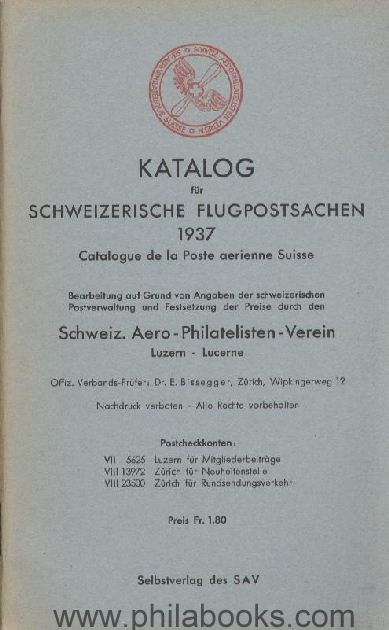 KATALOG
für
SCHWEIZERISCHE FLUGPOSTSACHEN
1937
Catalogue de la Poste aerienne Suisse
Bearbeitung auf Grund von Angaben der schweizerischen
Postverwaltung und Festsetzung der Preise durch den
Schweiz. Aero-Philatelisten-Verein
Luzern - Lucerne
Offiz. Verbands-Prüfer: Dr. E. Bissegger, Zürich, Wipkingerweg 12
Nachdruck verboten - Alle Rechte vorbehalten
Postcheckkonten:
VII 5625 Luzern für Mitgliederbeiträge
VIII 13972 Zürich für Neuheitenstelle
VIII 23500 Zürich für Rundsendungsverkehr
Preis Fr. 1.80
Selbstverlag des SAV
www.philabooks.com